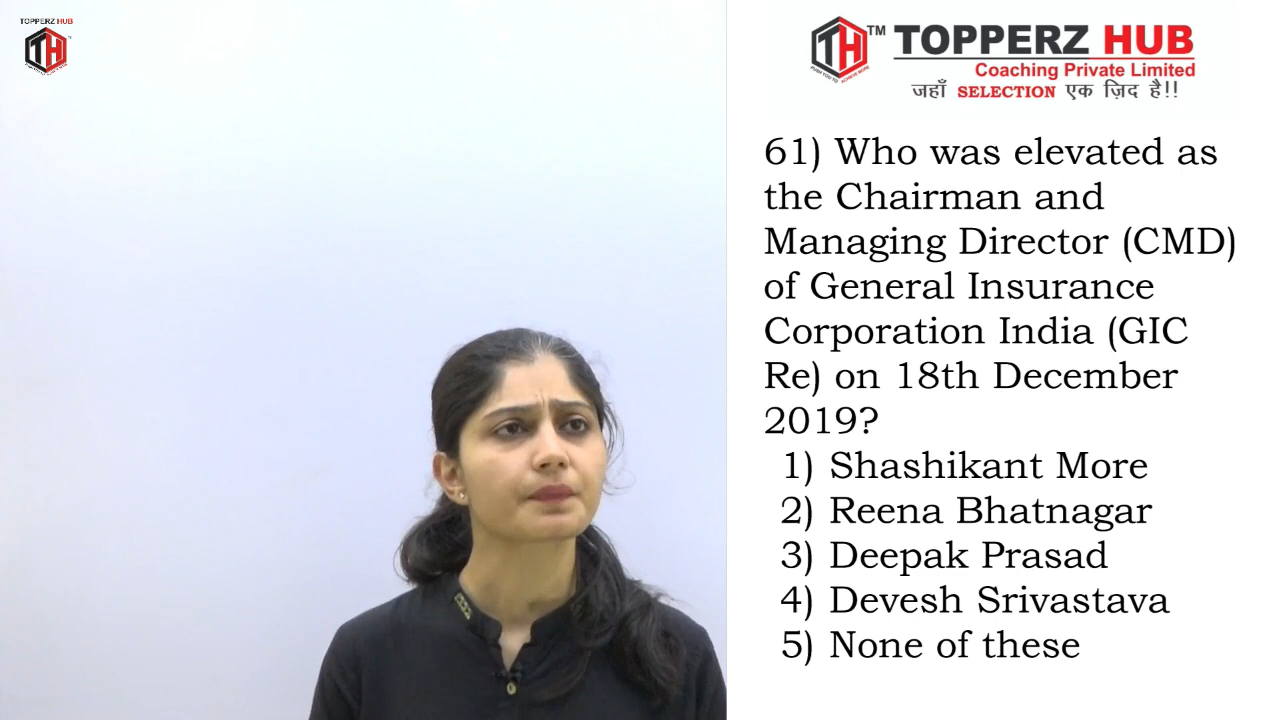 TOPPERZ HUB
TH
TH™
TOPPERZ HUB
Coaching Private Limited
जहाँ SELECTION एक ज़िद है!!
61) Who was elevated as
the Chairman and
Managing Director (CMD)
of General Insurance
Corporation India (GIC
Re) on 18th December
2019?
1) Shashikant More
2) Reena Bhatnagar
3) Deepak Prasad
4) Devesh Srivastava
5) None of these